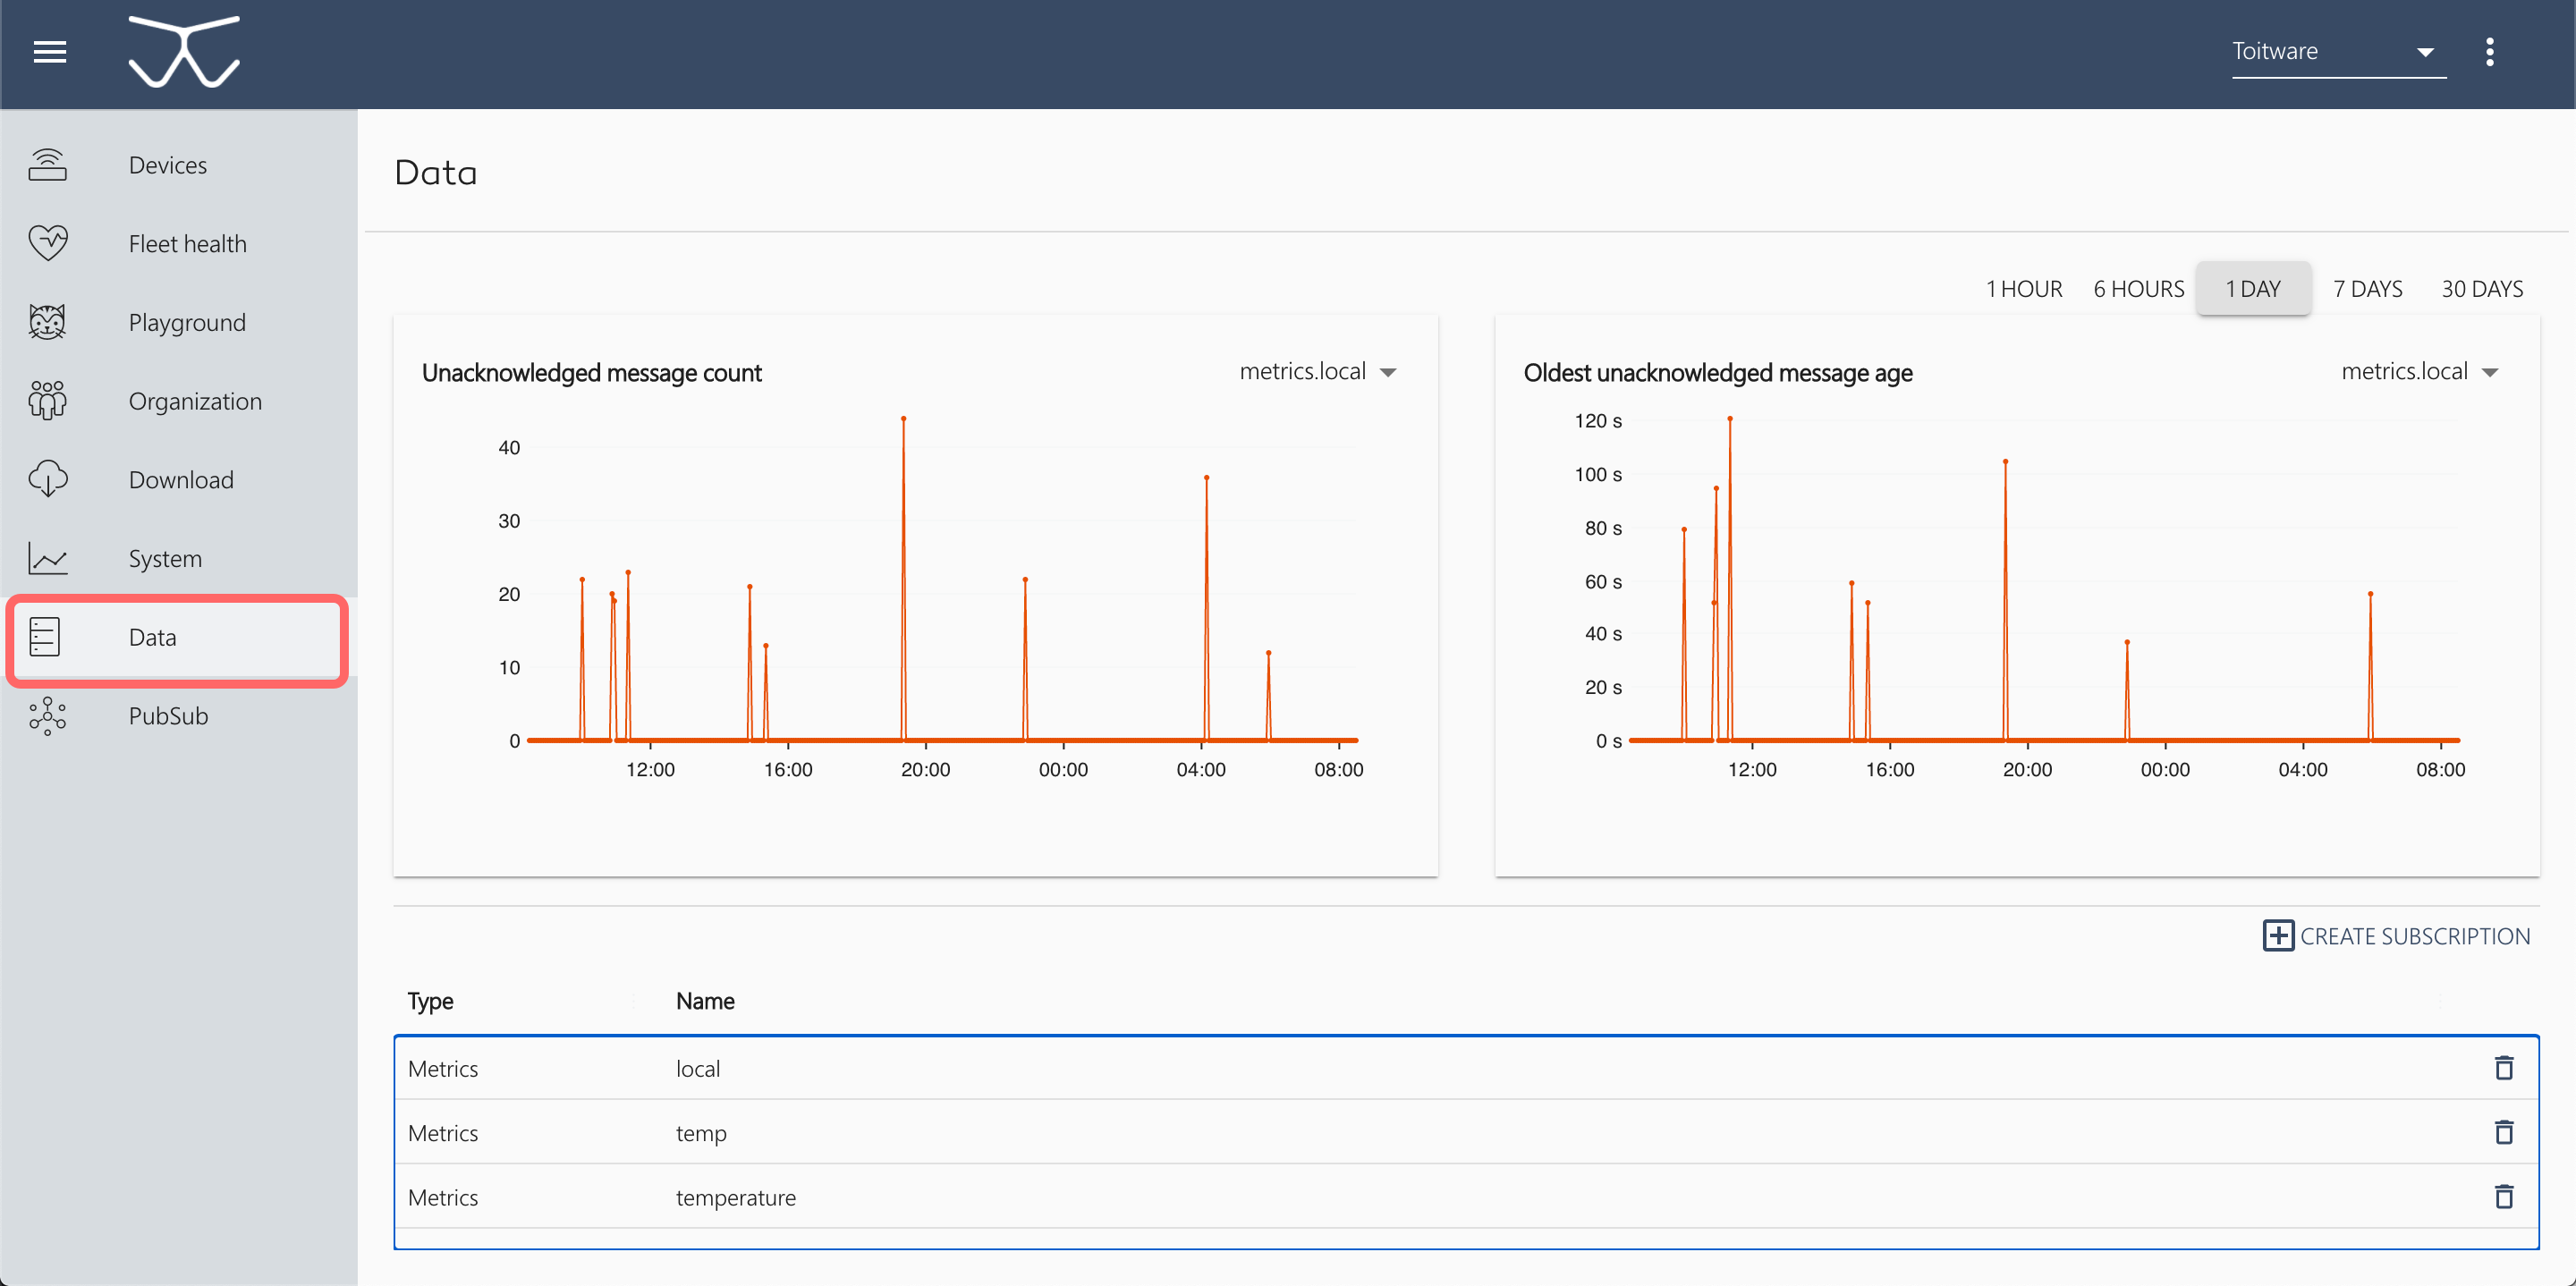 Toitware
Devices
Fleet health
Playground
Organization
Download
System
Data
PubSub
Data
1 HOUR 6 HOURS 1 DAY 7 DAYS 30 DAYS
Unacknowledged message count metrics.local
40
30
20
10
0
12:00 16:00 20:00 00:00 04:00 08:00
Oldest unacknowledged message age metrics.local
120 s
100 s
80 s
60 s
40 s
20 s
0 s
12:00 16:00 20:00 00:00 04:00 08:00
CREATE SUBSCRIPTION
Type Name
Metrics local
Metrics temp
Metrics temperature